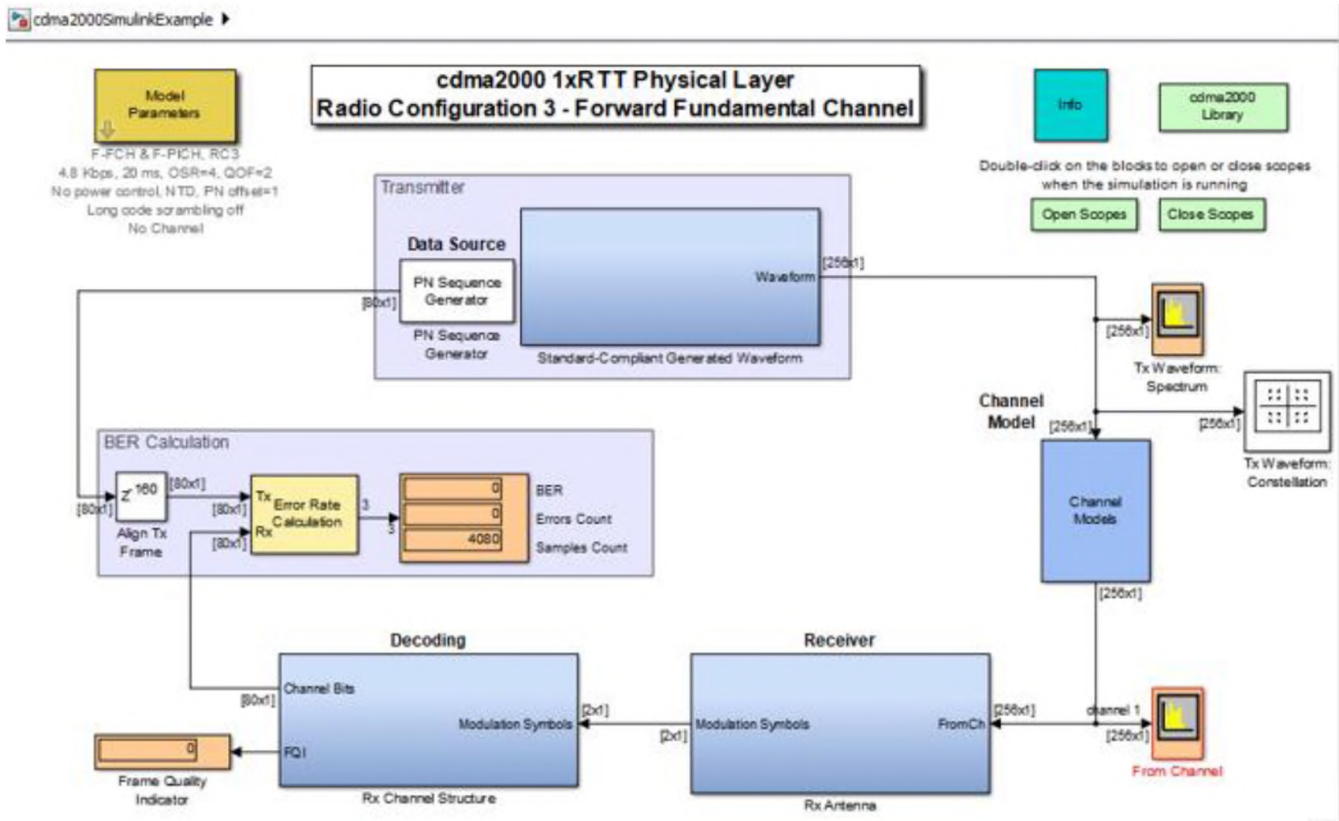 cdma2000SimulinkExample
cdma2000 1xRTT Physical Layer
Radio Configuration 3 - Forward Fundamental Channel
Model
Parameters
F-FCH & F-PICH, RC3
4.8 Kbps, 20 ms, OSR=4, QOF=2
No power control, NTD, PN offset=1
Long code scrambling off
No Channel
Info
cdma2000
Library
Double-click on the blocks to open or close scopes
when the simulation is running
Open Scopes
Close Scopes
Transmitter
Data Source
PN Sequence
Generator
[80x1]
PN Sequence
Generator
Waveform
[256x1]
Standard-Compliant Generated Waveform
[256x1]
Tx Waveform:
Spectrum
Channel
Model
[256x1]
[256x1]
Tx Waveform:
Constellation
Channel
Models
[256x1]
BER Calculation
[80x1]
Z-160
[80x1]
Align Tx
Frame
[80x1]
[80x1]
Tx
Rx
Error Rate
Calculation
3
3
0
0
4080
BER
Errors Count
Samples Count
Decoding
Channel Bits
[80x1]
Modulation Symbols
[2x1]
FQI
Rx Channel Structure
0
Frame Quality
Indicator
Receiver
Modulation Symbols
[2x1]
FromCh
[256x1]
Rx Antenna
channel 1
[256x1]
From Channel